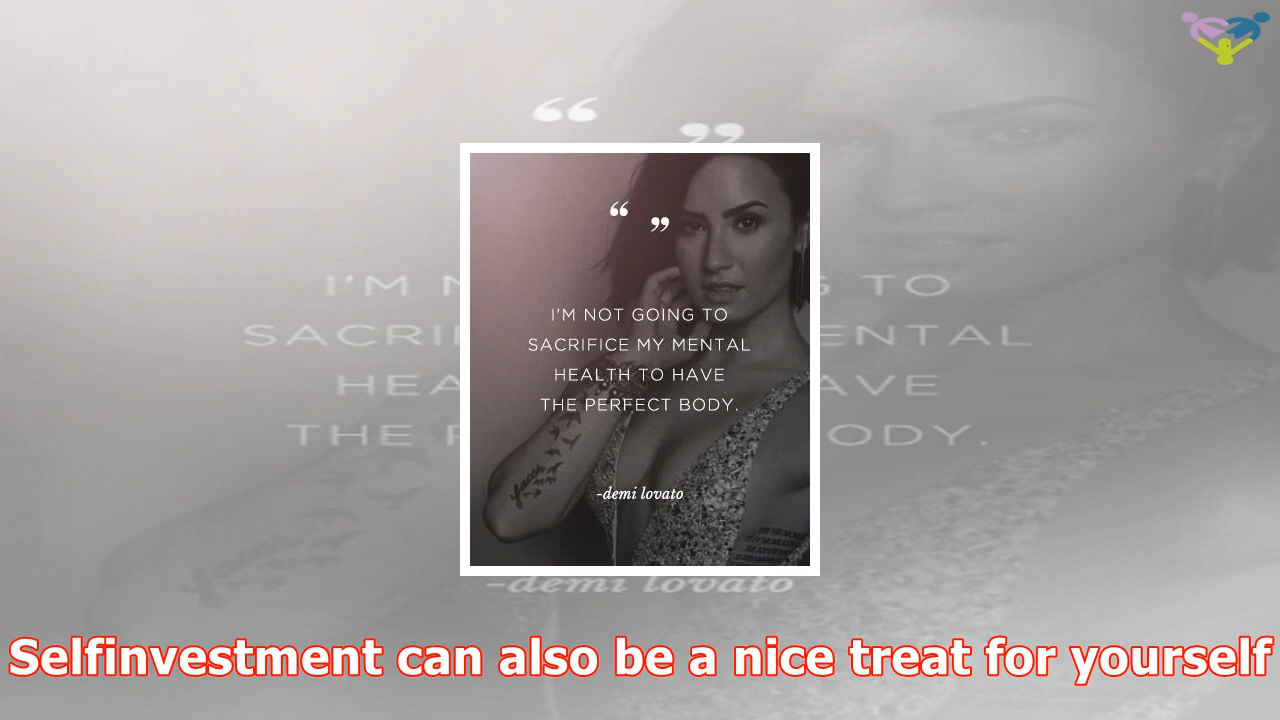 “ ”
I'M NOT GOING TO
SACRIFICE MY MENTAL
HEALTH TO HAVE
THE PERFECT BODY.
-demi lovato
Selfinvestment can also be a nice treat for yourself